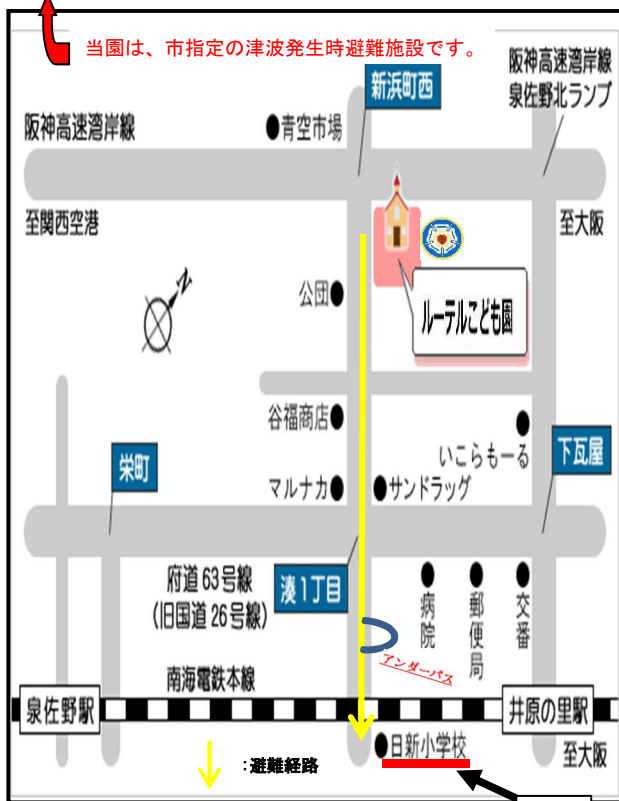 当園は、市指定の津波発生時避難施設です。
阪神高速湾岸線
泉佐野北ランプ
新浜町西
阪神高速湾岸線
青空市場
至関西空港
至大阪
N
公団
ルーテルこども園
谷福商店
いこらもーる
下瓦屋
栄町
マルナカ
サンドラッグ
府道63号線
(旧国道26号線)
湊1丁目
病院
郵便局
交番
アンダーパス
南海電鉄本線
泉佐野駅
井原の里駅
日新小学校
至大阪
:避難経路